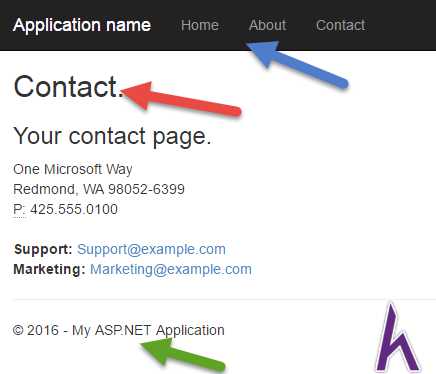 Application name Home About Contact
Contact.
Your contact page.
One Microsoft Way
Redmond, WA 98052-6399
P: 425.555.0100
Support: Support@example.com
Marketing: Marketing@example.com
© 2016 - My ASP.NET Application